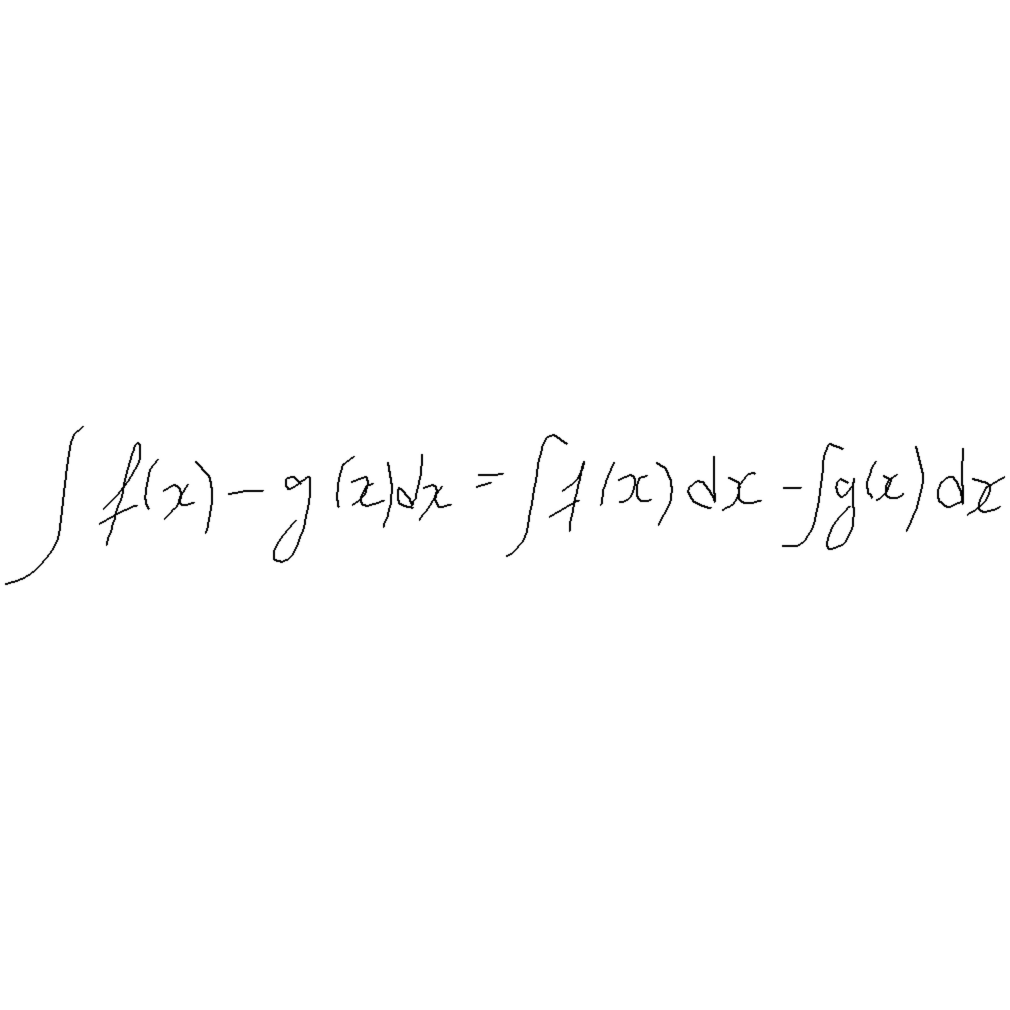 ∫ f(x) - g(x)dx = ∫f(x) dx - ∫g(x) dx